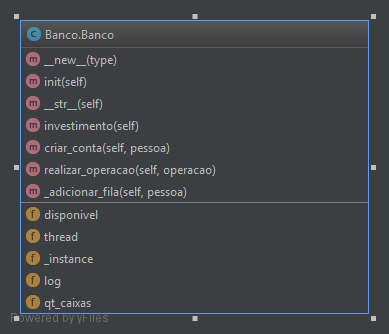 C Banco.Banco
m __new__(type)
m init(self)
m __str__(self)
m investimento(self)
m criar_conta(self, pessoa)
m realizar_operacao(self, operacao)
m _adicionar_fila(self, pessoa)
f disponivel
f thread
f _instance
f log
f qt_caixas
Powered by yFiles